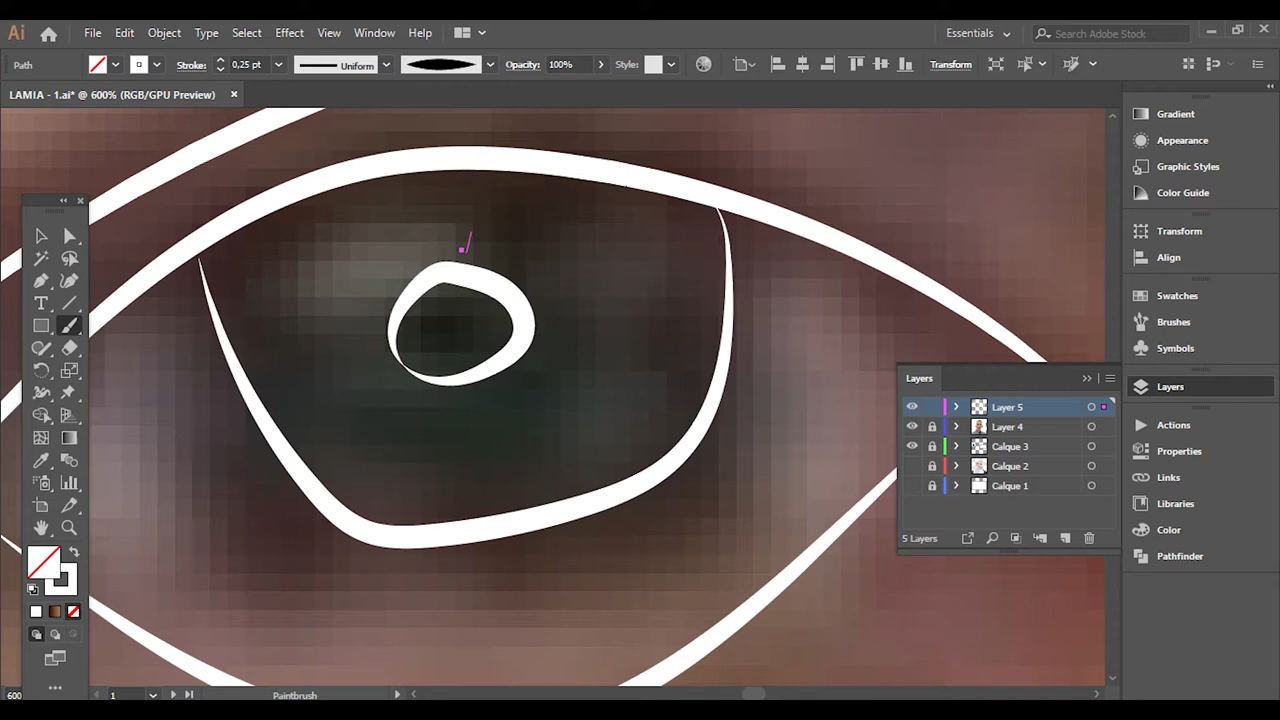 Ai File Edit Object Type Select Effect View Window Help Essentials Search Adobe Stock
Path Stroke: 0,25 pt Uniform Opacity: 100% Style: Transform
LAMIA - 1.ai* @ 600% (RGB/GPU Preview)
Gradient
Appearance
Graphic Styles
Color Guide
Transform
Align
Swatches
Brushes
Symbols
Layers
Actions
Properties
Links
Libraries
Color
Pathfinder
Layers
Layer 5
Layer 4
Calque 3
Calque 2
Calque 1
5 Layers
600 1 Paintbrush